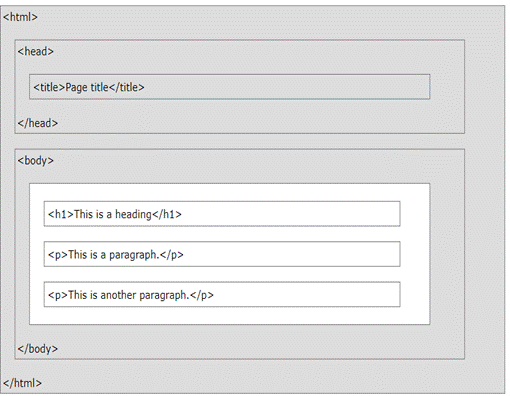 <html>
<head>
<title>Page title</title>
</head>
<body>
<h1>This is a heading</h1>
<p>This is a paragraph.</p>
<p>This is another paragraph.</p>
</body>
</html>